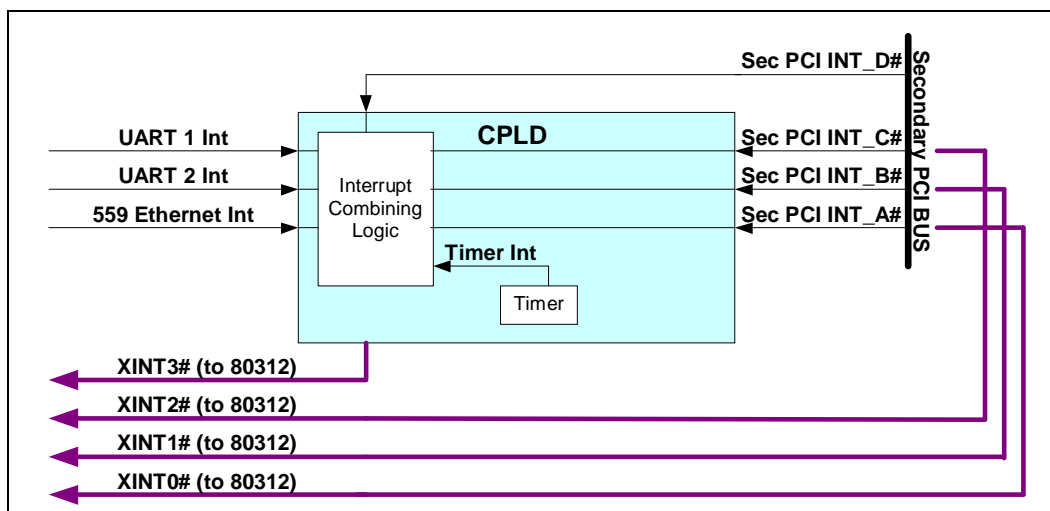 Sec PCI INT_D#
Secondary PCI BUS
CPLD
UART 1 Int
Sec PCI INT_C#
UART 2 Int
Sec PCI INT_B#
559 Ethernet Int
Sec PCI INT_A#
Interrupt
Combining
Logic
Timer Int
Timer
XINT3# (to 80312)
XINT2# (to 80312)
XINT1# (to 80312)
XINT0# (to 80312)